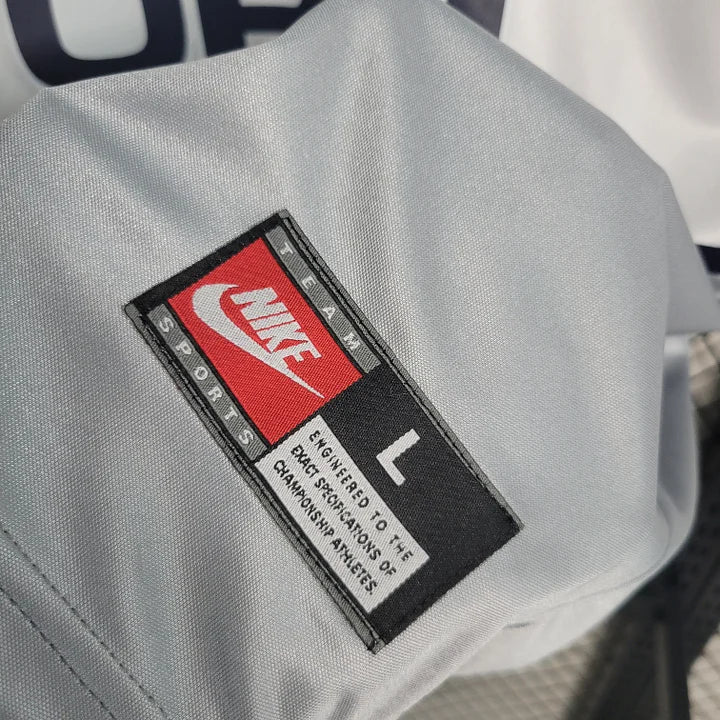 TEAM
NIKE
SPORTS
L
ENGINEERED TO THE
EXACT SPECIFICATIONS OF
CHAMPIONSHIP ATHLETES.